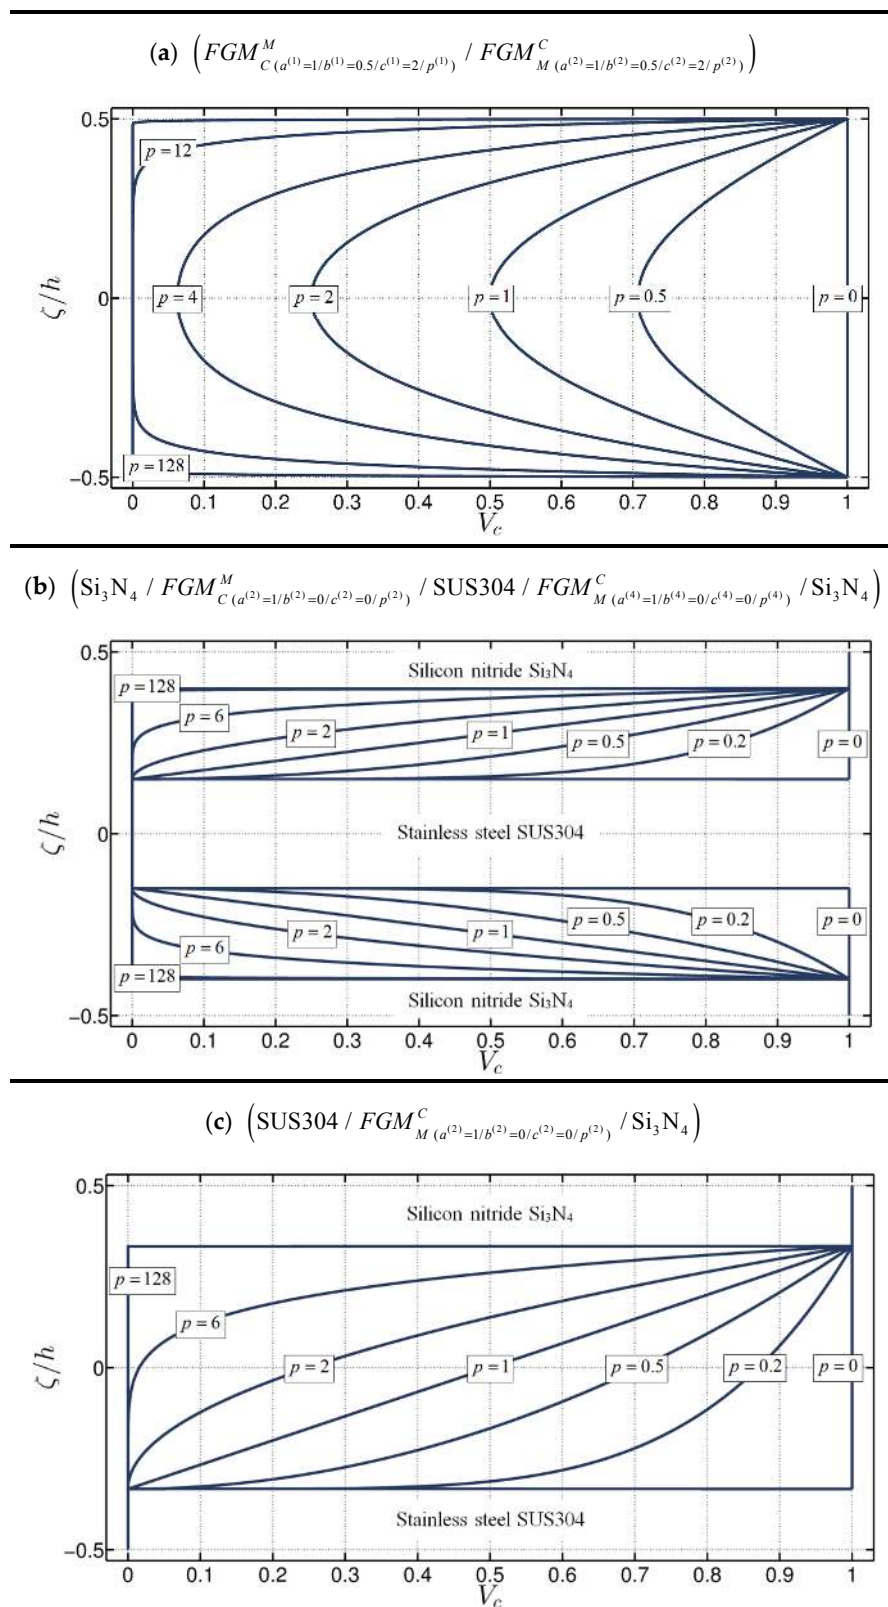 (a) ( FGM^M_{C (a^(1)=1/b^(1)=0.5/c^(1)=2/p^(1))} / FGM^C_{M (a^(2)=1/b^(2)=0.5/c^(2)=2/p^(2))} )
0.5
p = 12
ζ/h
0
p = 4
p = 2
p = 1
p = 0.5
p = 0
p = 128
−0.5
0 0.1 0.2 0.3 0.4 0.5 0.6 0.7 0.8 0.9 1
V_c
(b) ( Si₃N₄ / FGM^M_{C (a^(2)=1/b^(2)=0/c^(2)=0/p^(2))} / SUS304 / FGM^C_{M (a^(4)=1/b^(4)=0/c^(4)=0/p^(4))} / Si₃N₄ )
0.5
Silicon nitride Si₃N₄
p = 128
p = 6
p = 2
p = 1
p = 0.5
p = 0.2
p = 0
ζ/h
0
Stainless steel SUS304
p = 6
p = 2
p = 1
p = 0.5
p = 0.2
p = 0
p = 128
Silicon nitride Si₃N₄
−0.5
0 0.1 0.2 0.3 0.4 0.5 0.6 0.7 0.8 0.9 1
V_c
(c) ( SUS304 / FGM^C_{M (a^(2)=1/b^(2)=0/c^(2)=0/p^(2))} / Si₃N₄ )
0.5
Silicon nitride Si₃N₄
p = 128
p = 6
ζ/h
0
p = 2
p = 1
p = 0.5
p = 0.2
p = 0
Stainless steel SUS304
−0.5
0 0.1 0.2 0.3 0.4 0.5 0.6 0.7 0.8 0.9 1
V_c